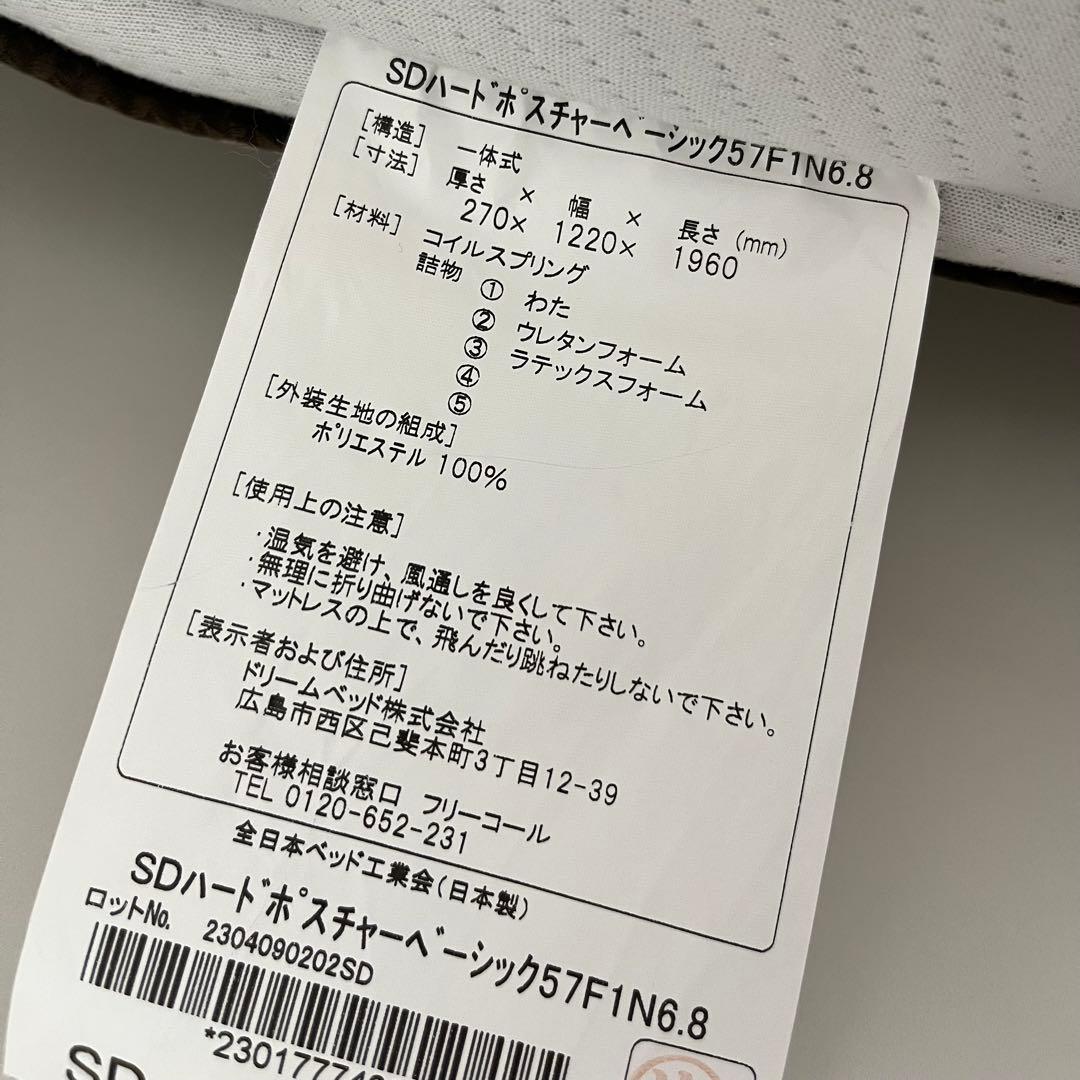 SDハードポスチャーベーシック57F1N6.8
[構造] 一体式
[寸法] 厚さ × 幅 × 長さ (mm)
270× 1220× 1960
[材料] コイルスプリング
詰物 ① わた
② ウレタンフォーム
③ ラテックスフォーム
④
⑤
[外装生地の組成]
ポリエステル 100%
[使用上の注意]
・湿気を避け、風通しを良くして下さい。
・無理に折り曲げないで下さい。
・マットレスの上で、飛んだり跳ねたりしないで下さい。
[表示者および住所]
ドリームベッド株式会社
広島市西区己斐本町3丁目12-39
お客様相談窓口 フリーコール
TEL 0120-652-231
全日本ベッド工業会(日本製)
SDハードポスチャーベーシック57F1N6.8
ロットNo. 2304090202SD
*23017774
SD